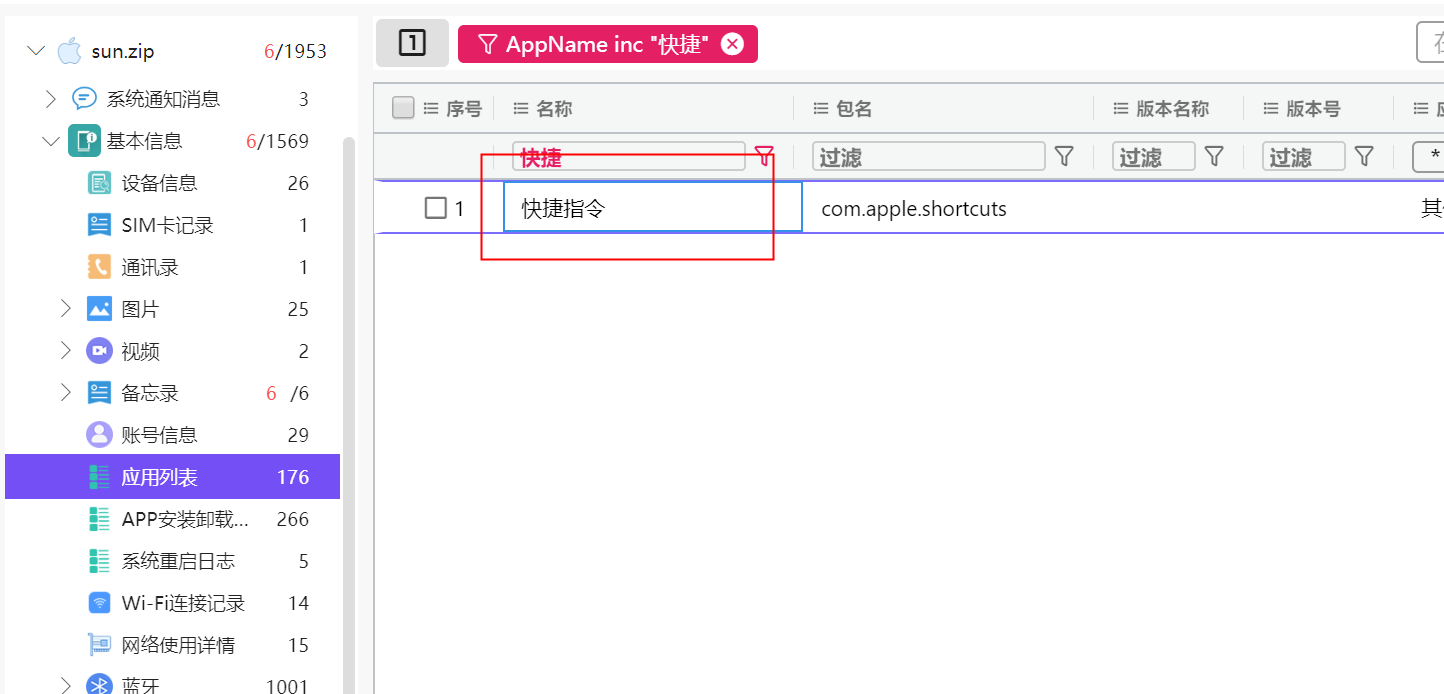 sun.zip 6/1953
系统通知消息 3
基本信息 6/1569
设备信息 26
SIM卡记录 1
通讯录 1
图片 25
视频 2
备忘录 6 /6
账号信息 29
应用列表 176
APP安装卸载... 266
系统重启日志 5
Wi-Fi连接记录 14
网络使用详情 15
蓝牙 1001
1 AppName inc "快捷"
序号 名称 包名 版本名称 版本号
快捷 过滤 过滤 过滤 *
1 快捷指令 com.apple.shortcuts